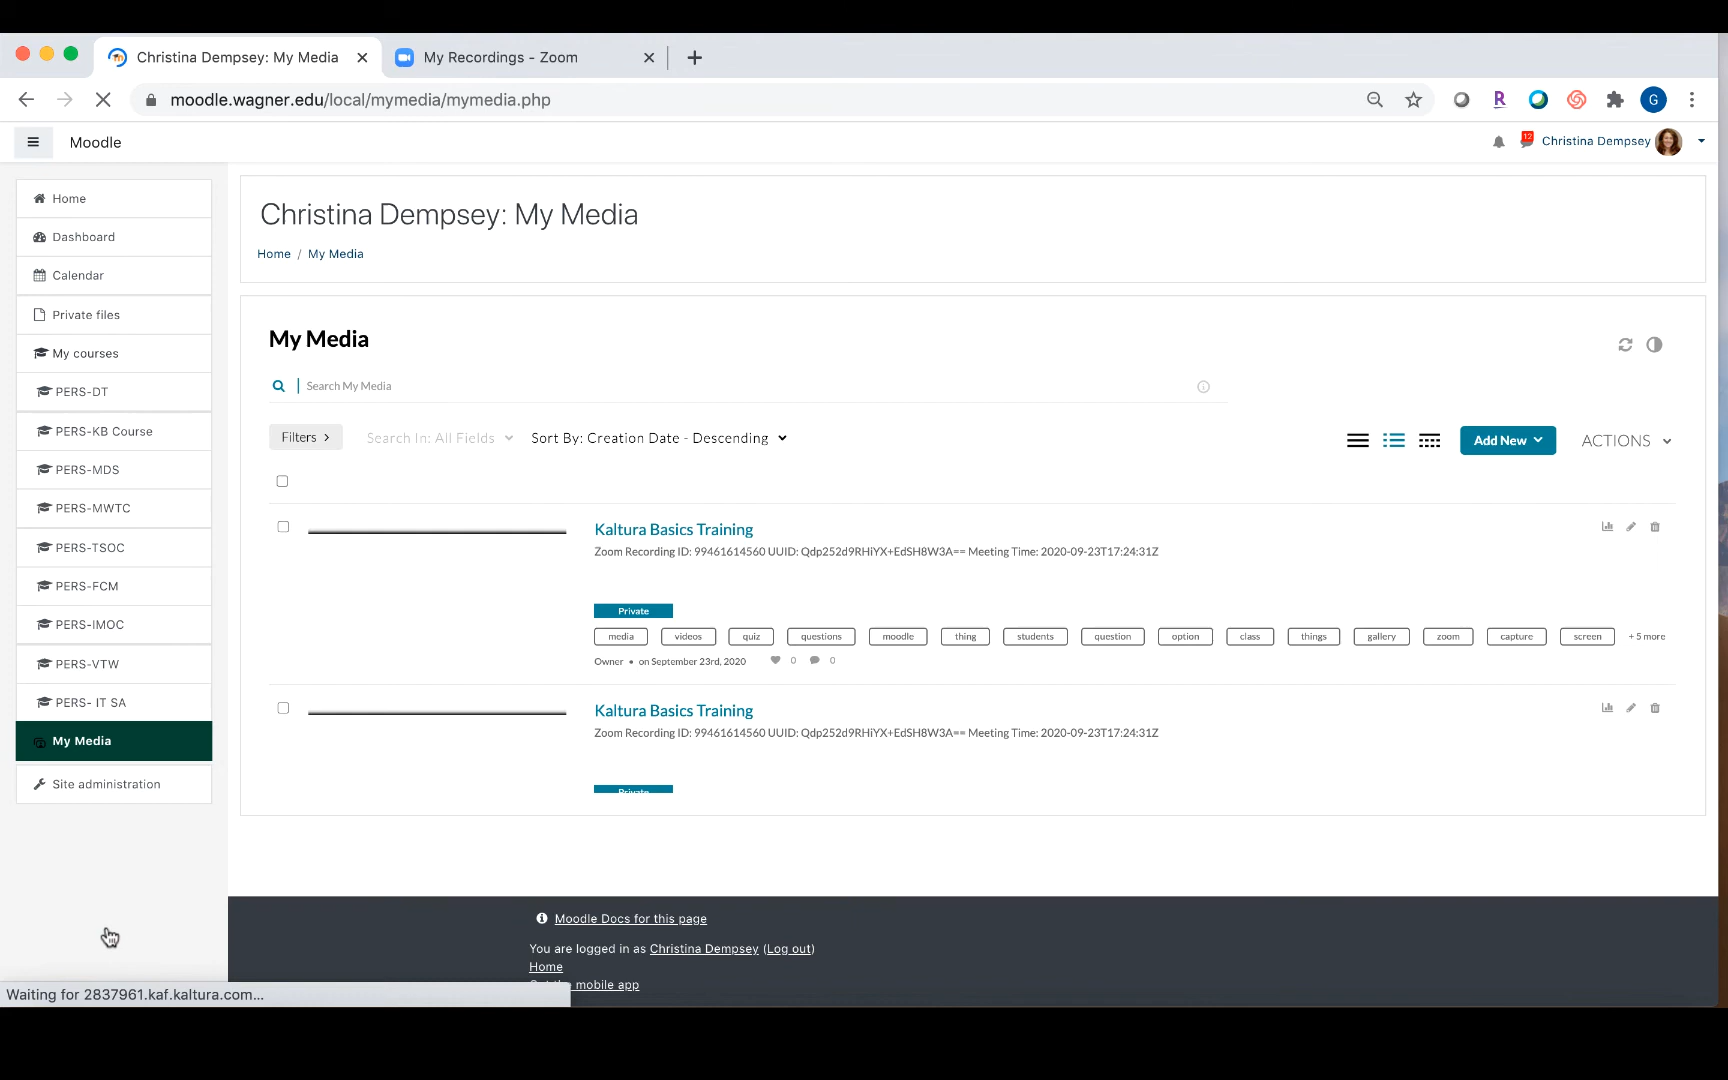 Christina Dempsey: My Media
My Recordings - Zoom
moodle.wagner.edu/local/mymedia/mymedia.php
R
G
Moodle
12
Christina Dempsey
Home
Dashboard
Calendar
Private files
My courses
PERS-DT
PERS-KB Course
PERS-MDS
PERS-MWTC
PERS-TSOC
PERS-FCM
PERS-IMOC
PERS-VTW
PERS- IT SA
My Media
Site administration
Christina Dempsey: My Media
Home / My Media
My Media
Search My Media
Filters
Search In: All Fields
Sort By: Creation Date - Descending
Add New
ACTIONS
Kaltura Basics Training
Zoom Recording ID: 99461614560 UUID: Qdp252d9RHiYX+EdSH8W3A== Meeting Time: 2020-09-23T17:24:31Z
Private
media videos quiz questions moodle thing students question option class things gallery zoom capture screen + 5 more
Owner • on September 23rd, 2020 0 0
Kaltura Basics Training
Zoom Recording ID: 99461614560 UUID: Qdp252d9RHiYX+EdSH8W3A== Meeting Time: 2020-09-23T17:24:31Z
Private
Moodle Docs for this page
You are logged in as Christina Dempsey (Log out)
Home
mobile app
Waiting for 2837961.kaf.kaltura.com...